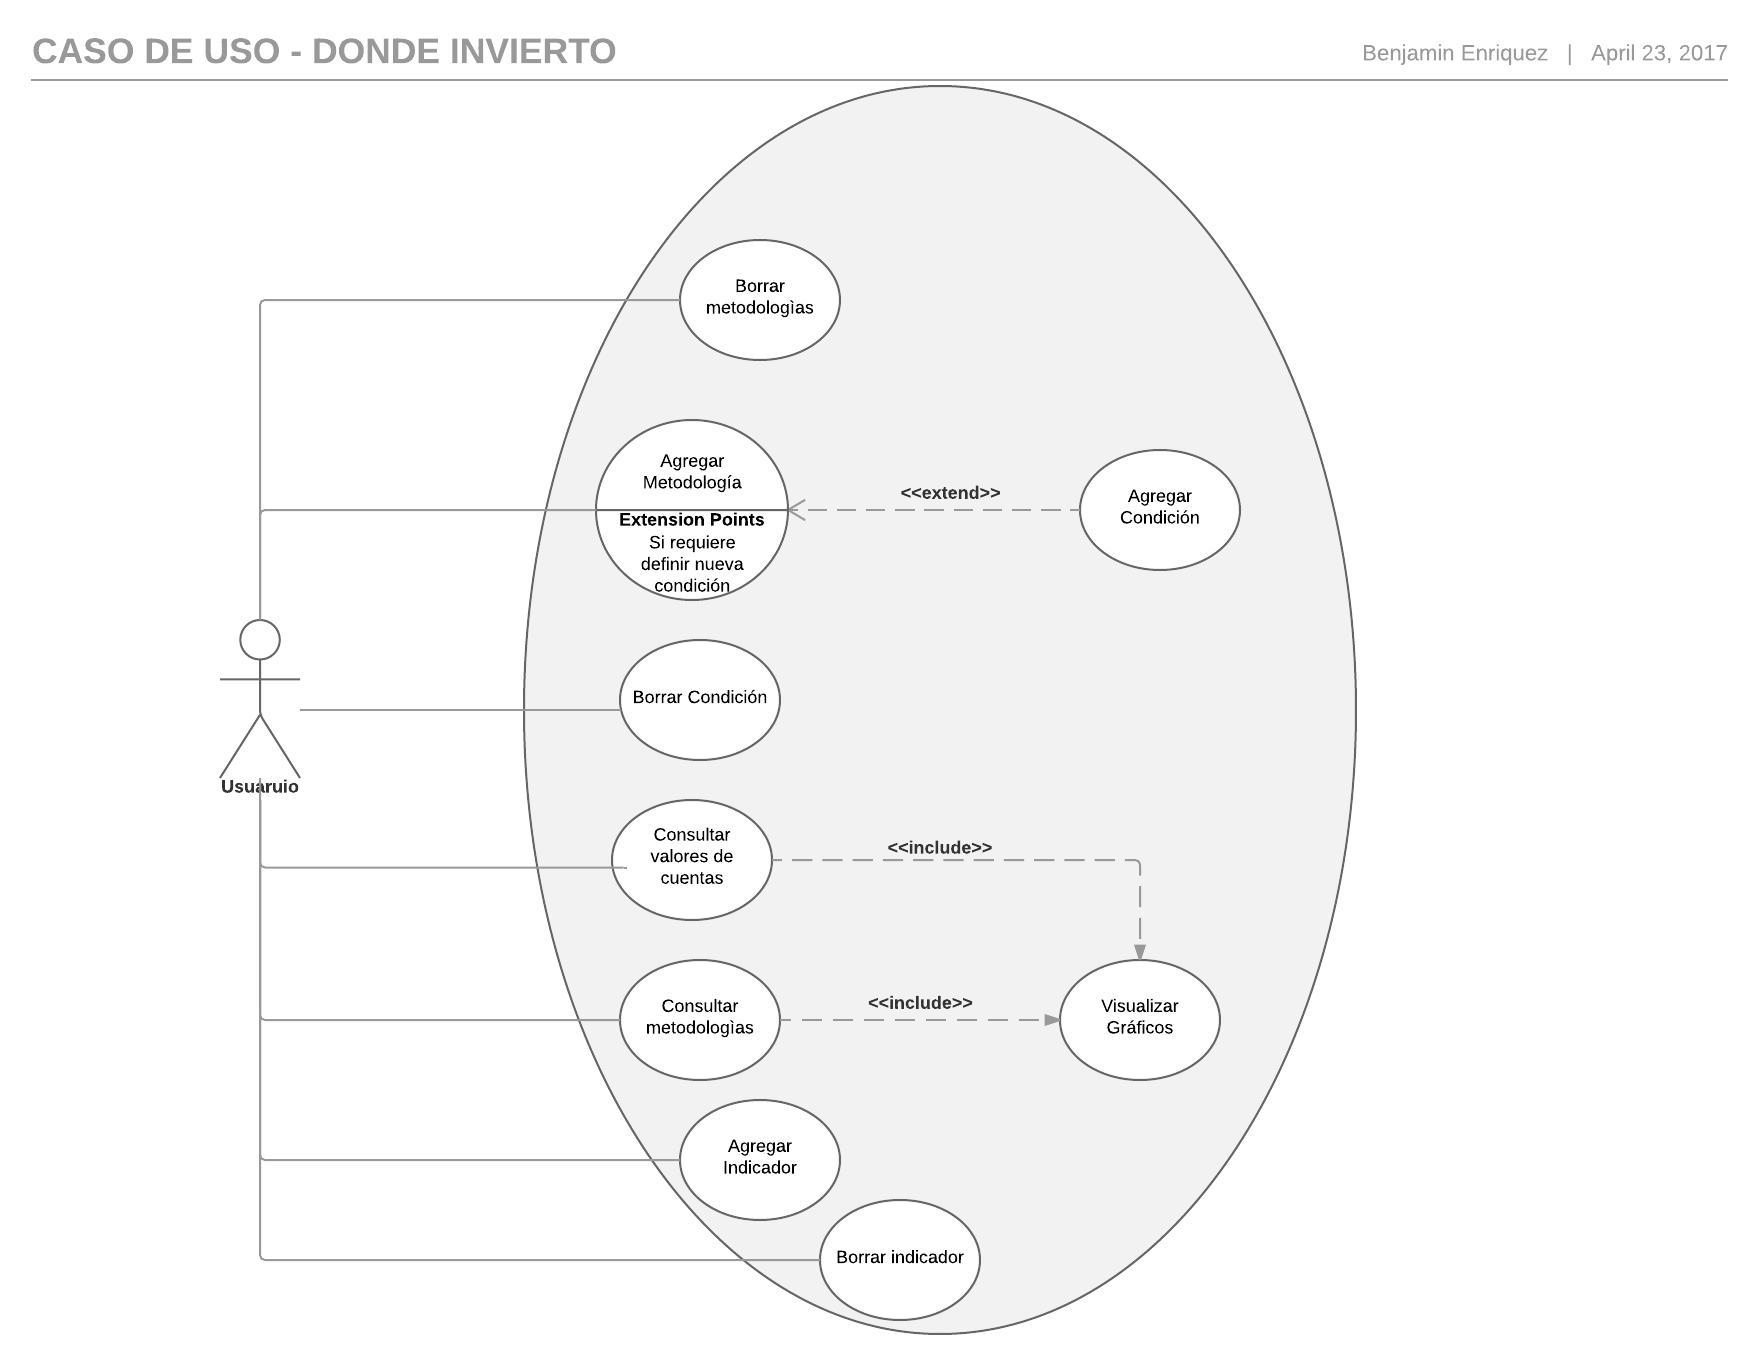 CASO DE USO - DONDE INVIERTO
Benjamin Enriquez | April 23, 2017
Borrar
metodologìas
Agregar
Metodología
Extension Points
Si requiere
definir nueva
condición
<<extend>>
Agregar
Condición
Borrar Condición
Usuaruio
Consultar
valores de
cuentas
<<include>>
Consultar
metodologìas
<<include>>
Visualizar
Gráficos
Agregar
Indicador
Borrar indicador